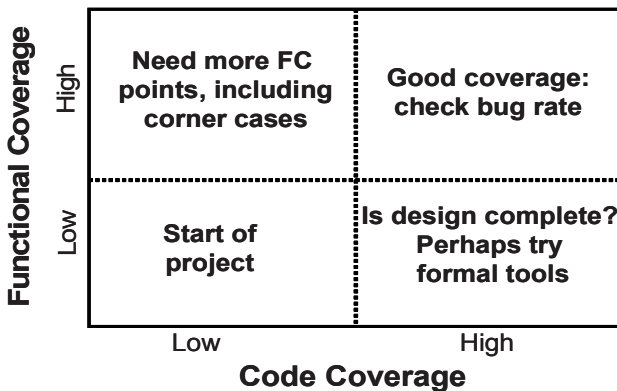 Functional Coverage
High
Low
Need more FC
points, including
corner cases
Good coverage:
check bug rate
Start of
project
Is design complete?
Perhaps try
formal tools
Low
High
Code Coverage